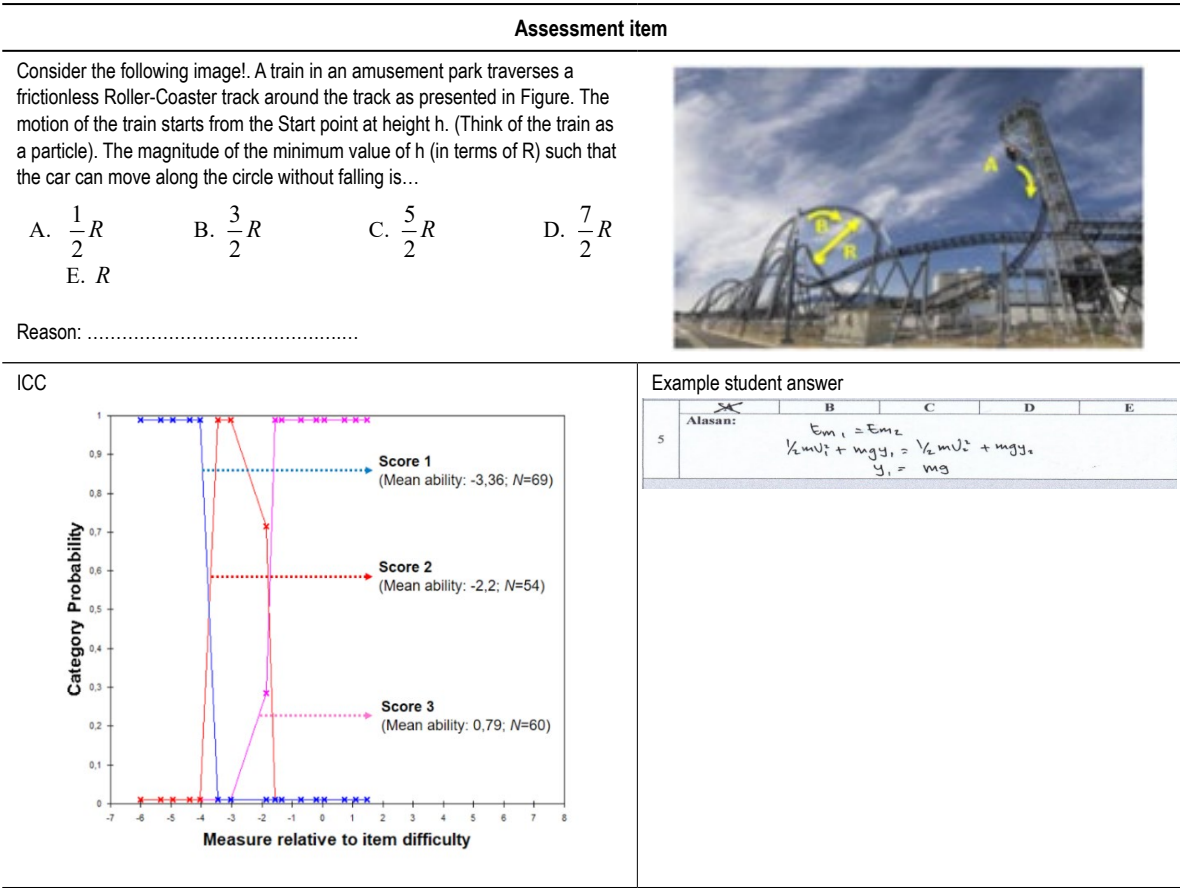 Assessment item
Consider the following image!. A train in an amusement park traverses a
frictionless Roller-Coaster track around the track as presented in Figure. The
motion of the train starts from the Start point at height h. (Think of the train as
a particle). The magnitude of the minimum value of h (in terms of R) such that
the car can move along the circle without falling is…
A. 1/2 R B. 3/2 R C. 5/2 R D. 7/2 R
E. R
Reason: ………………………………………
A
B
R
ICC
Category Probability
1
0,9
0,8
0,7
0,6
0,5
0,4
0,3
0,2
0,1
0
Score 1
(Mean ability: -3,36; N=69)
Score 2
(Mean ability: -2,2; N=54)
Score 3
(Mean ability: 0,79; N=60)
-7 -6 -5 -4 -3 -2 -1 0 1 2 3 4 5 6 7 8
Measure relative to item difficulty
Example student answer
A B C D E
5
Alasan:
Em₁ = Em₂
½mv₁² + mgy₁ = ½mv₂² + mgy₂
y₁ = mg